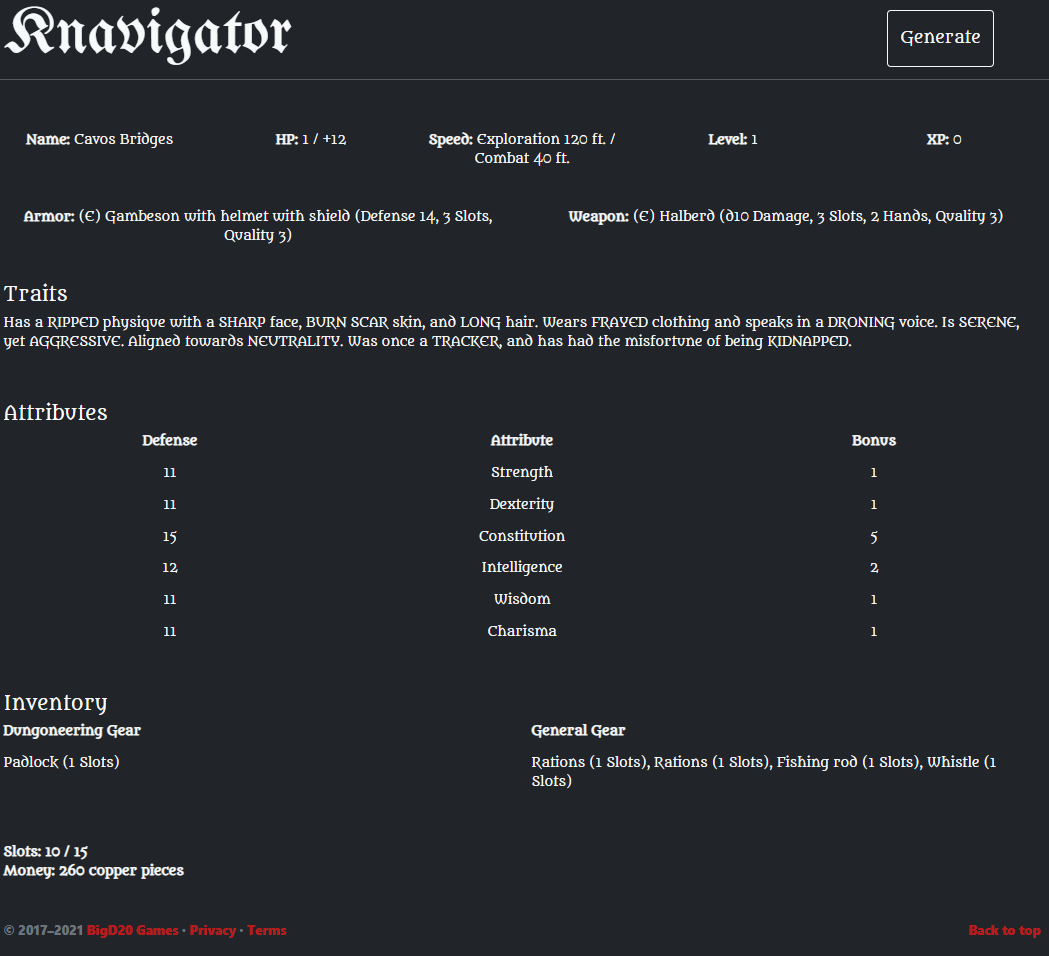 Knavigator
Generate
Name: Cavos Bridges
HP: 1 / +12
Speed: Exploration 120 ft. /
Combat 40 ft.
Level: 1
XP: 0
Armor: (E) Gambeson with helmet with shield (Defense 14, 3 Slots,
Quality 3)
Weapon: (E) Halberd (d10 Damage, 3 Slots, 2 Hands, Quality 3)
Traits
Has a RIPPED physique with a SHARP face, BURN SCAR skin, and LONG hair. Wears FRAYED clothing and speaks in a DRONING voice. Is SERENE,
yet AGGRESSIVE. Aligned towards NEUTRALITY. Was once a TRACKER, and has had the misfortune of being KIDNAPPED.
Attributes
Defense Attribute Bonus
11 Strength 1
11 Dexterity 1
15 Constitution 5
12 Intelligence 2
11 Wisdom 1
11 Charisma 1
Inventory
Dungoneering Gear
Padlock (1 Slots)
General Gear
Rations (1 Slots), Rations (1 Slots), Fishing rod (1 Slots), Whistle (1
Slots)
Slots: 10 / 15
Money: 260 copper pieces
© 2017–2021 BigD20 Games · Privacy · Terms
Back to top